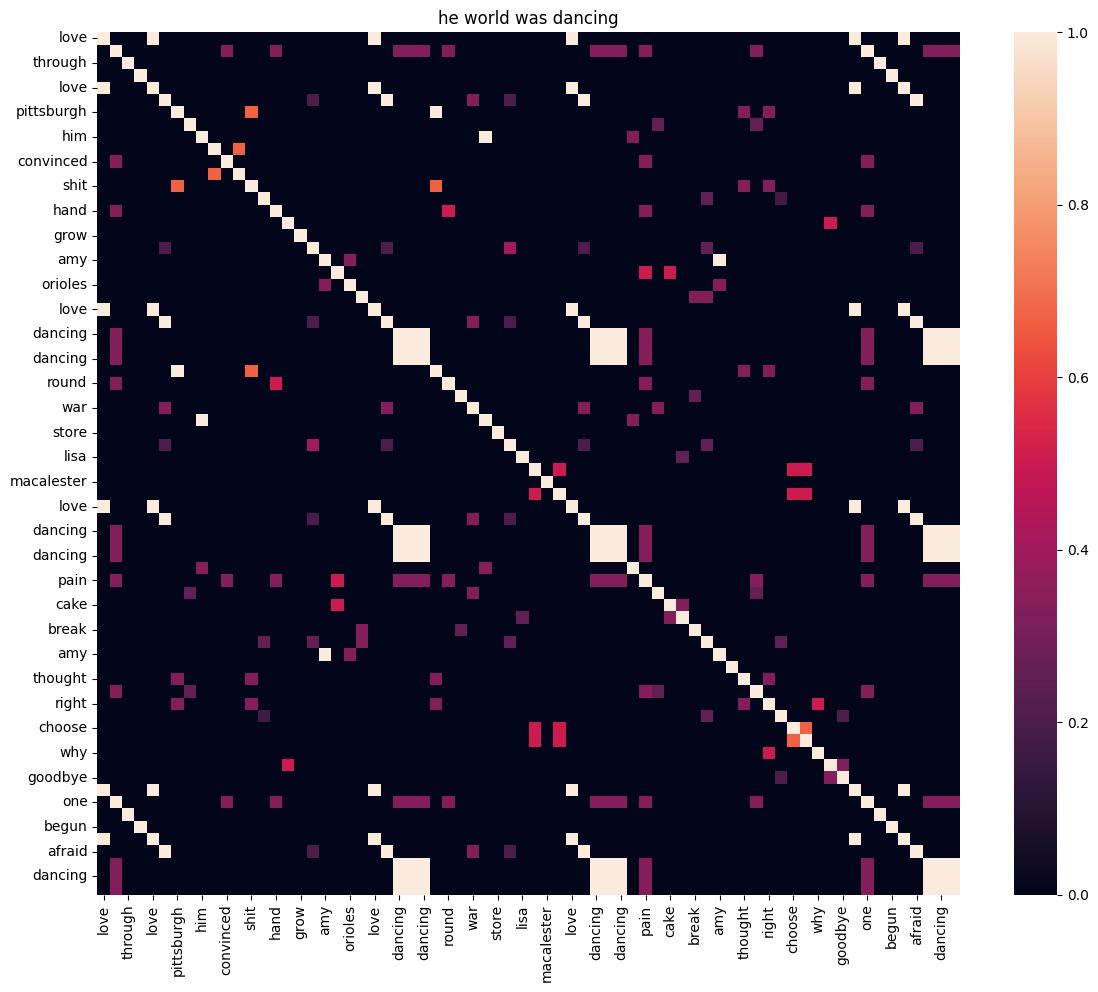 he world was dancing
love
through
love
pittsburgh
him
convinced
shit
hand
grow
amy
orioles
love
dancing
dancing
round
war
store
lisa
macalester
love
dancing
dancing
pain
cake
break
amy
thought
right
choose
why
goodbye
one
begun
afraid
dancing
love
through
love
pittsburgh
him
convinced
shit
hand
grow
amy
orioles
love
dancing
dancing
round
war
store
lisa
macalester
love
dancing
dancing
pain
cake
break
amy
thought
right
choose
why
goodbye
one
begun
afraid
dancing
1.0
0.8
0.6
0.4
0.2
0.0